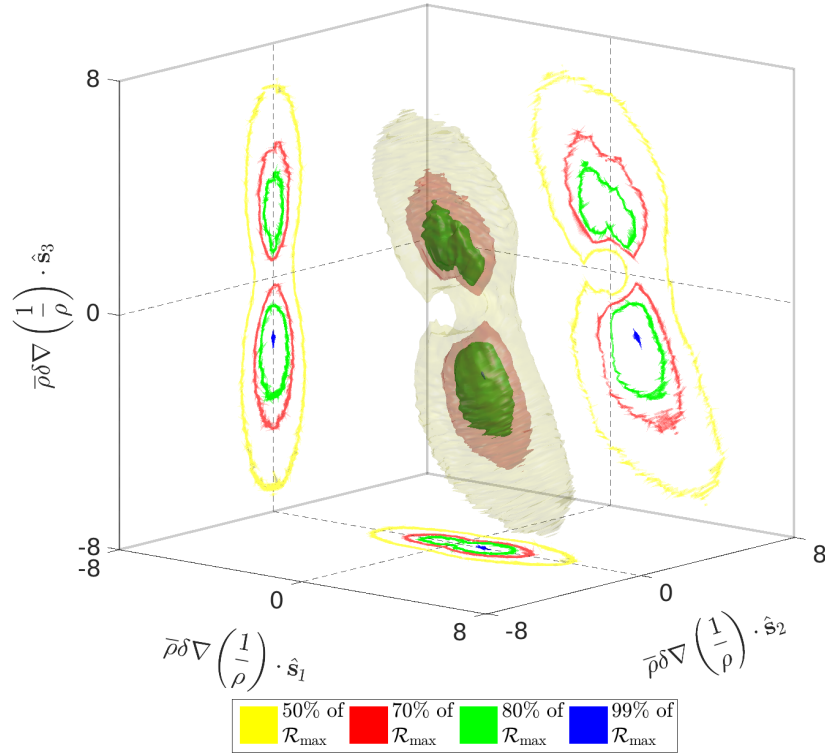 8
0
-8
-8
0
8
-8
0
8
ρ̅δ∇(1/ρ)·ŝ₃
ρ̅δ∇(1/ρ)·ŝ₁
ρ̅δ∇(1/ρ)·ŝ₂
50% of ℛmax
70% of ℛmax
80% of ℛmax
99% of ℛmax